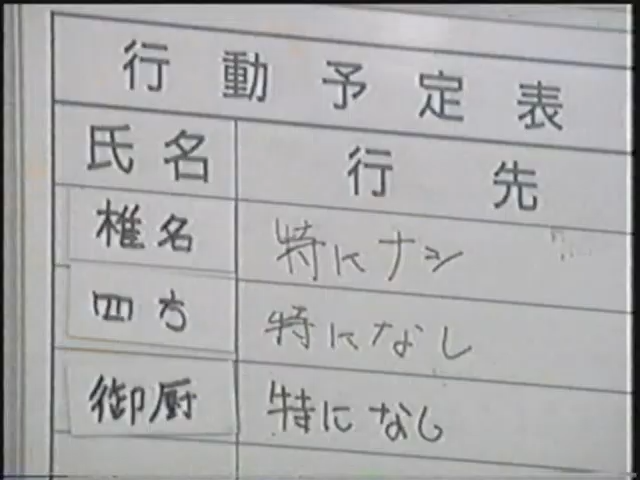 行動予定表
氏名 行先
椎名 特にナシ
四方 特になし
御厨 特になし